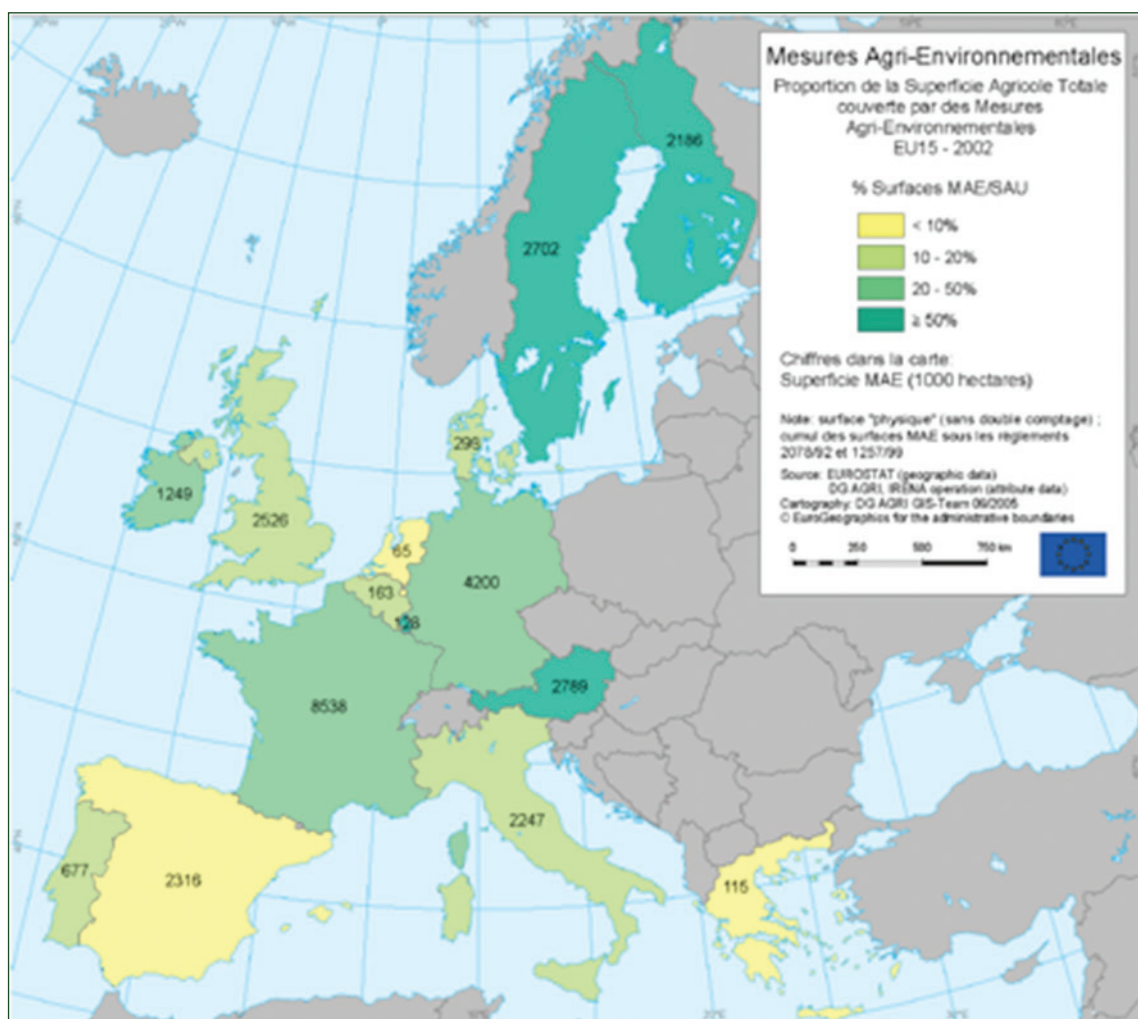 Mesures Agri-Environnementales
Proportion de la Superficie Agricole Totale
couverte par des Mesures
Agri-Environnementales
EU15 - 2002
% Surfaces MAE/SAU
< 10%
10 - 20%
20 - 50%
≥ 50%
Chiffres dans la carte:
Superficie MAE (1000 hectares)
Note: surface "physique" (sans double comptage) ;
cumul des surfaces MAE sous les règlements
2078/92 et 1257/99
Source: EUROSTAT (geographic data)
DG AGRI, IRENA operation (attribute data)
Cartography: DG AGRI GIS-Team 09/2005
© EuroGeographics for the administrative boundaries
0 250 500 750 km
2186
2702
1249
2526
65
163
4200
128
2789
8538
2247
677
2316
115